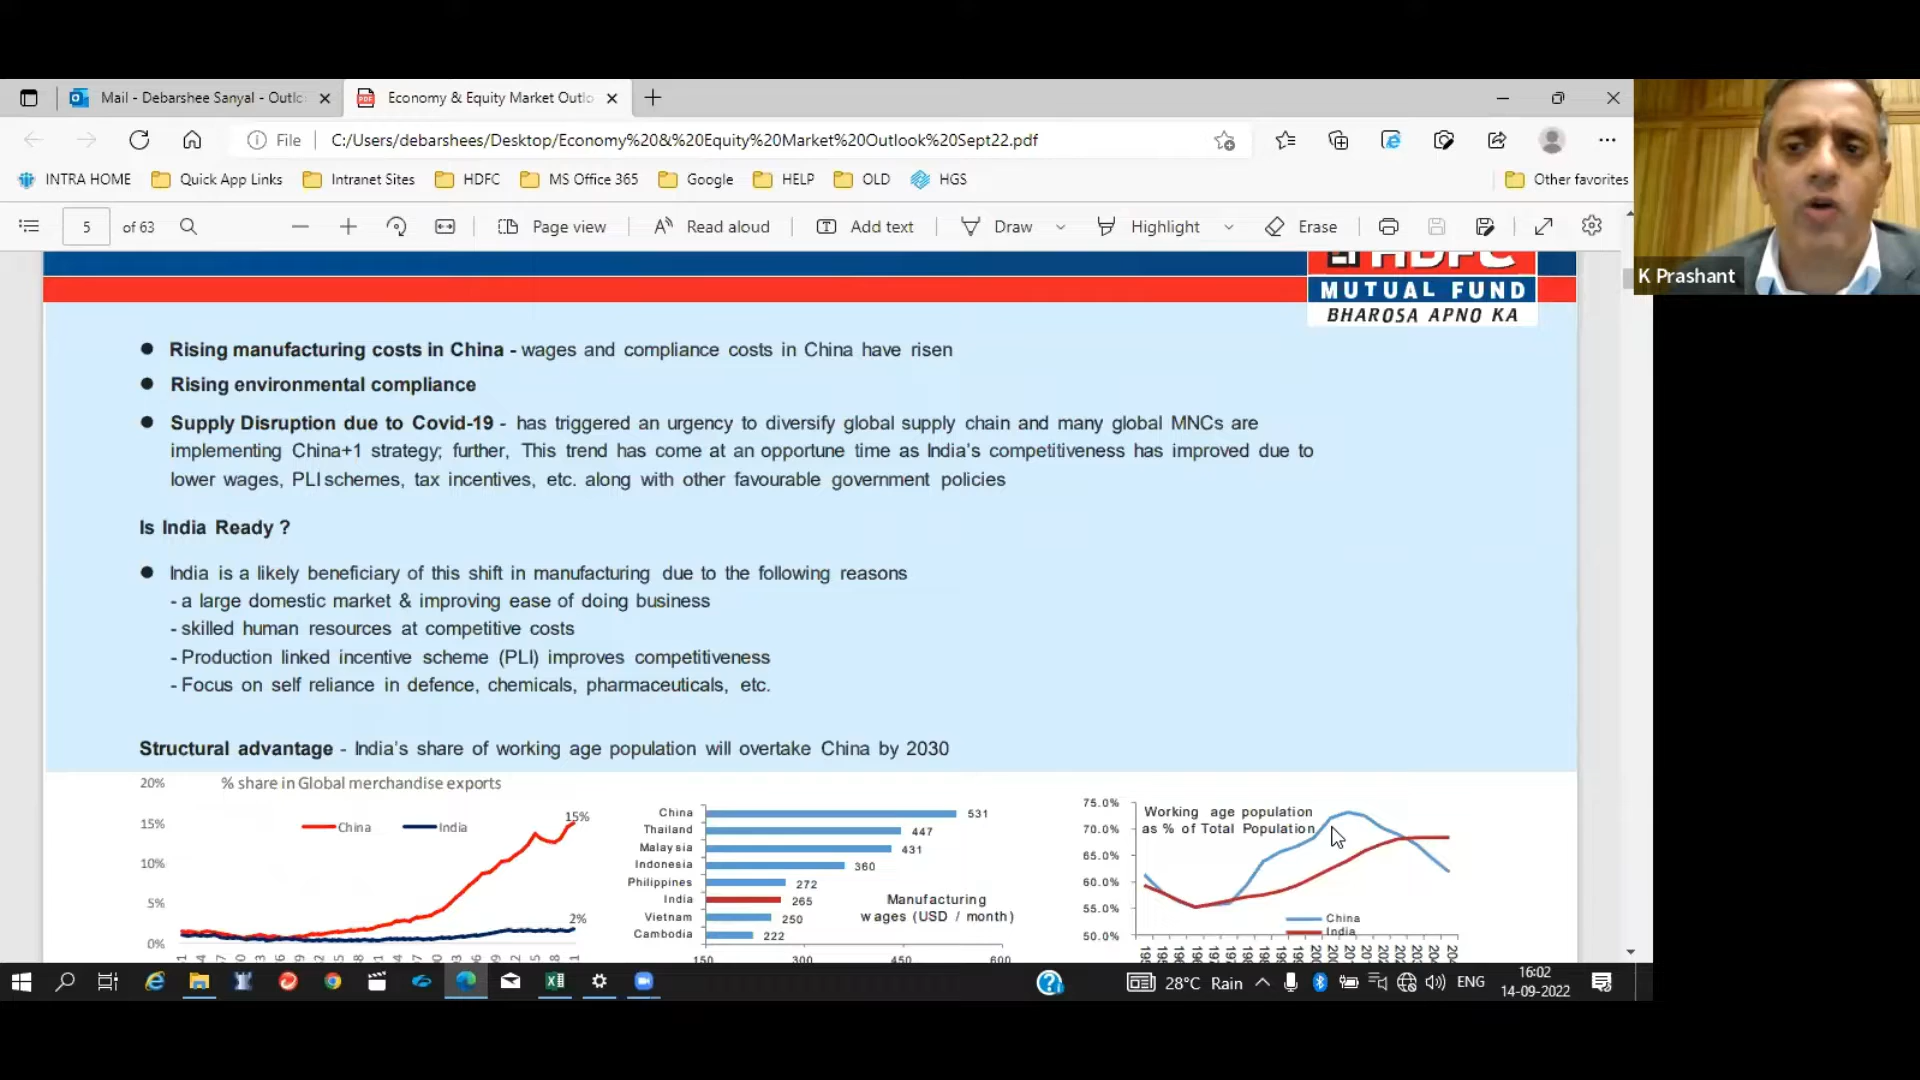 Mail - Debarshee Sanyal - Outlc
Economy & Equity Market Outlo
File
C:/Users/debarshees/Desktop/Economy%20&%20Equity%20Market%20Outlook%20Sept22.pdf
INTRA HOME
Quick App Links
Intranet Sites
HDFC
MS Office 365
Google
HELP
OLD
HGS
Other favorites
5 of 63
Page view
Read aloud
Add text
Draw
Highlight
Erase
K Prashant
HDFC
MUTUAL FUND
BHAROSA APNO KA
● Rising manufacturing costs in China - wages and compliance costs in China have risen
● Rising environmental compliance
● Supply Disruption due to Covid-19 - has triggered an urgency to diversify global supply chain and many global MNCs are
implementing China+1 strategy; further, This trend has come at an opportune time as India's competitiveness has improved due to
lower wages, PLI schemes, tax incentives, etc. along with other favourable government policies
Is India Ready ?
● India is a likely beneficiary of this shift in manufacturing due to the following reasons
- a large domestic market & improving ease of doing business
- skilled human resources at competitive costs
- Production linked incentive scheme (PLI) improves competitiveness
- Focus on self reliance in defence, chemicals, pharmaceuticals, etc.
Structural advantage - India's share of working age population will overtake China by 2030
% share in Global merchandise exports
20%
15%
10%
5%
0%
China
India
15%
2%
China 531
Thailand 447
Malaysia 431
Indonesia 360
Philippines 272
India 265
Vietnam 250
Cambodia 222
Manufacturing
wages (USD / month)
150 300 450 600
Working age population
as % of Total Population
75.0%
70.0%
65.0%
60.0%
55.0%
50.0%
China
India
28°C Rain
ENG
16:02
14-09-2022